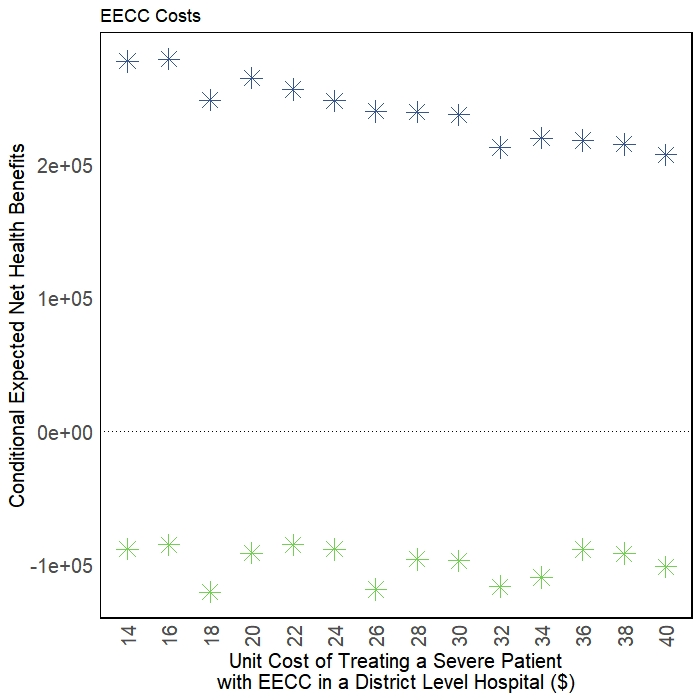 EECC Costs
Conditional Expected Net Health Benefits
2e+05
1e+05
0e+00
-1e+05
14 16 18 20 22 24 26 28 30 32 34 36 38 40
Unit Cost of Treating a Severe Patient
with EECC in a District Level Hospital ($)